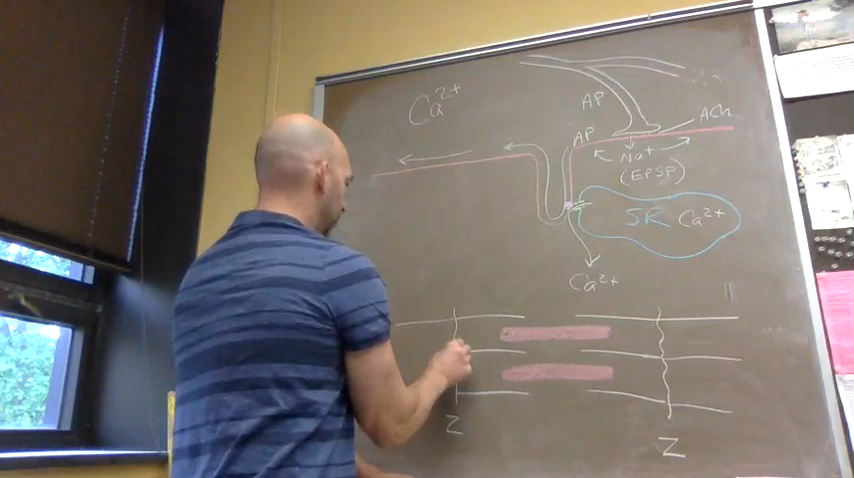 Ca²⁺
AP
ACh
AP
Na⁺
(EPSP)
SR Ca²⁺
Ca²⁺
Z
Z